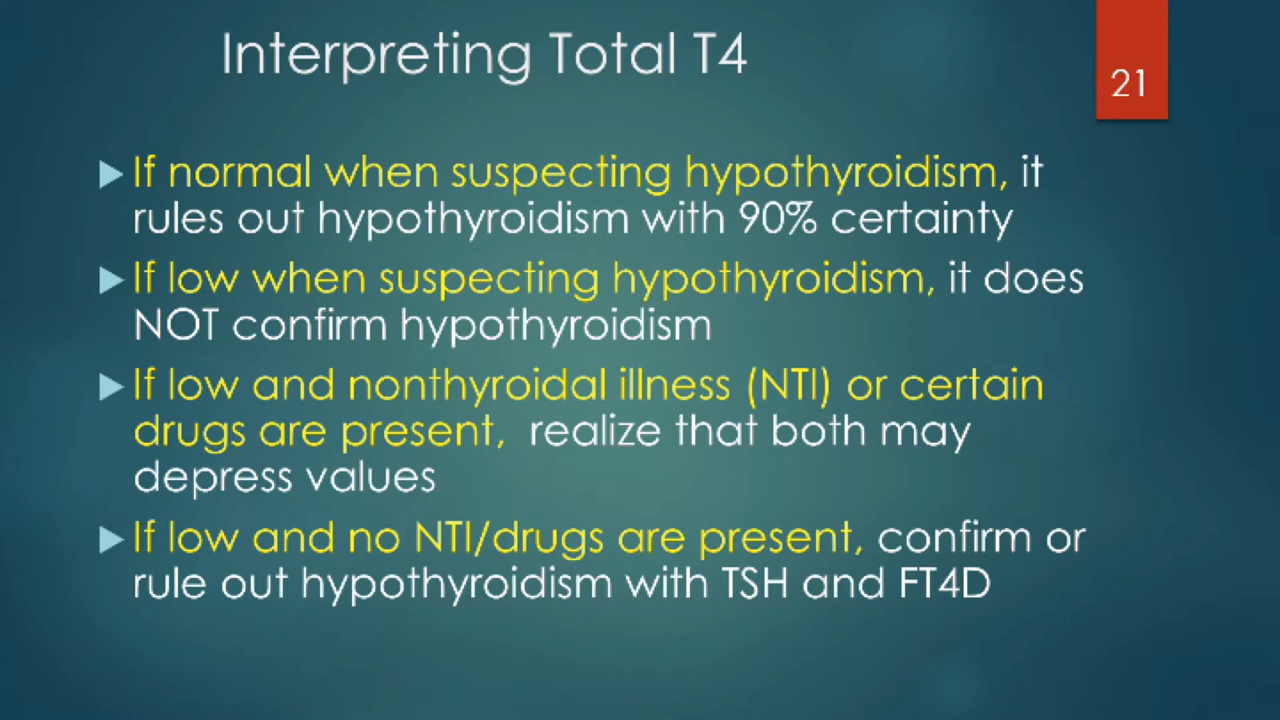 Interpreting Total T4
21
If normal when suspecting hypothyroidism, it
rules out hypothyroidism with 90% certainty
If low when suspecting hypothyroidism, it does
NOT confirm hypothyroidism
If low and nonthyroidal illness (NTI) or certain
drugs are present, realize that both may
depress values
If low and no NTI/drugs are present, confirm or
rule out hypothyroidism with TSH and FT4D